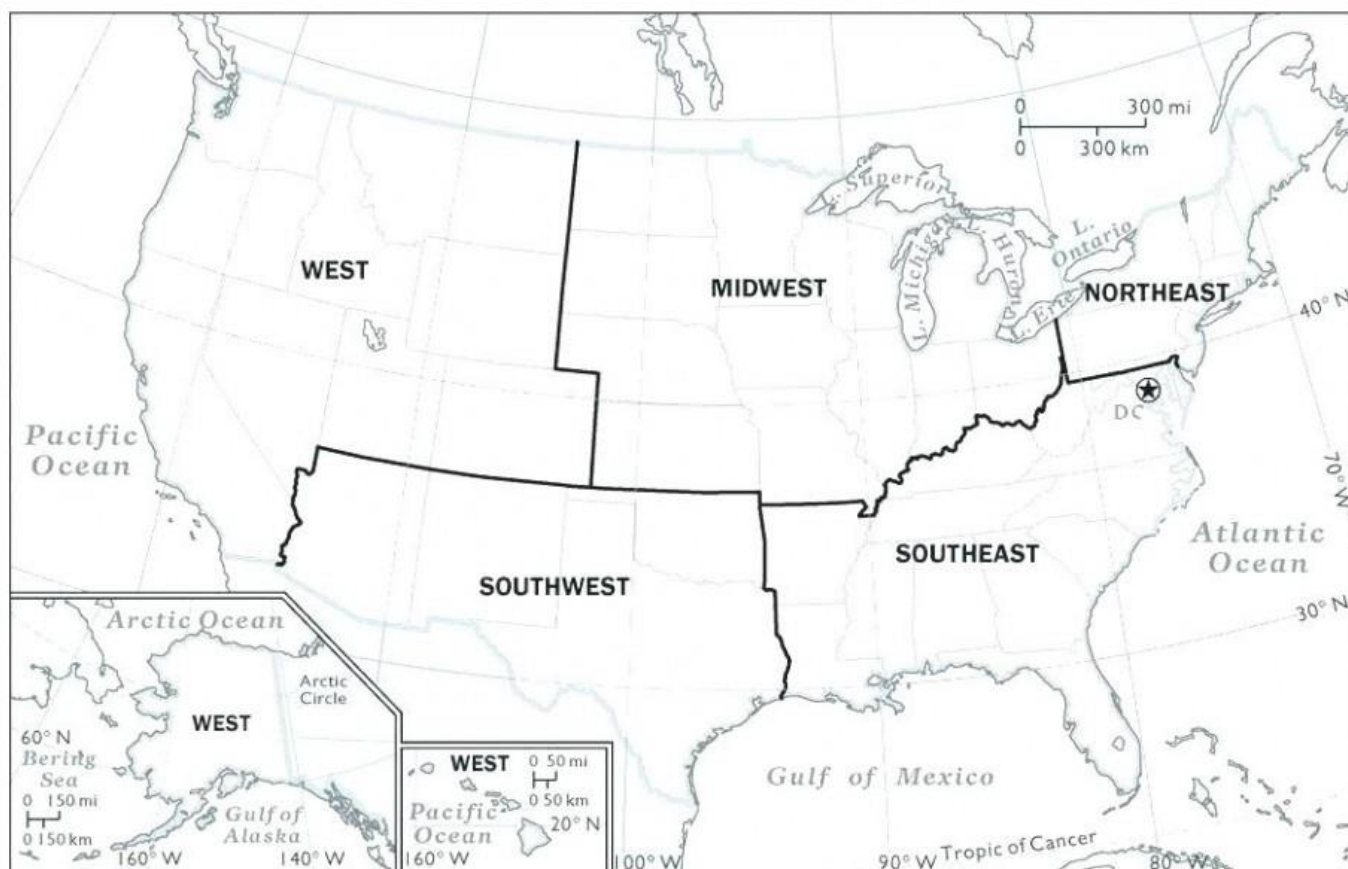 0 300 mi
0 300 km
L. Superior
L. Michigan
Huron
L.
Ontario
L. Erie
WEST
MIDWEST
NORTHEAST
40° N
DC
Pacific
Ocean
70° W
Atlantic
Ocean
SOUTHEAST
SOUTHWEST
30° N
Arctic Ocean
Arctic
Circle
WEST
60° N
Bering
Sea
0 150 mi
0 150 km
Gulf of
Alaska
160° W
140° W
WEST
0 50 mi
0 50 km
Pacific
Ocean
20° N
160° W
Gulf of Mexico
100° W
90° W
Tropic of Cancer
80° W